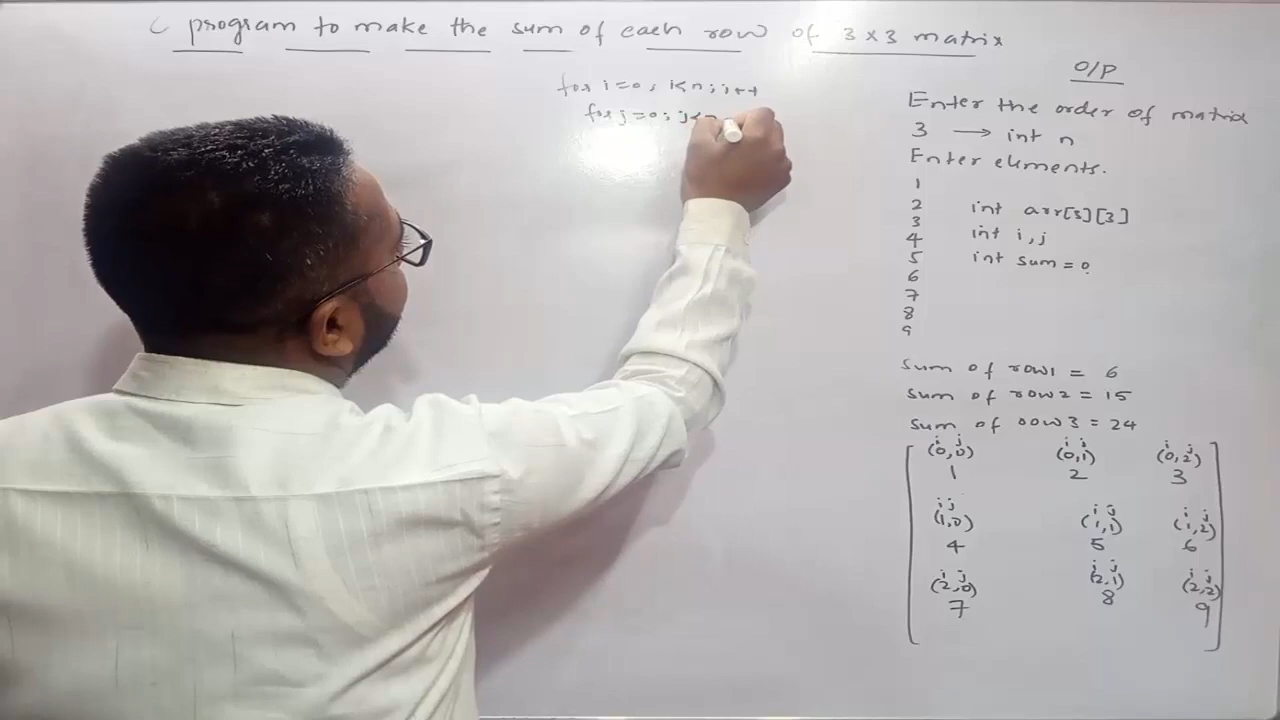 C program to make the sum of each row of 3 x 3 matrix
for i=0; i<n; i++
for j=0; j<n
O/P
Enter the order of matrix
3 → int n
Enter elements.
1
2
3
4
5
6
7
8
9
int arr[3][3]
int i,j
int sum = 0
Sum of row1 = 6
Sum of row2 = 15
Sum of row3 = 24
i j i j i j
(0,0) (0,1) (0,2)
1 2 3
i j i j i j
(1,0) (1,1) (1,2)
4 5 6
i j i j i j
(2,0) (2,1) (2,2)
7 8 9